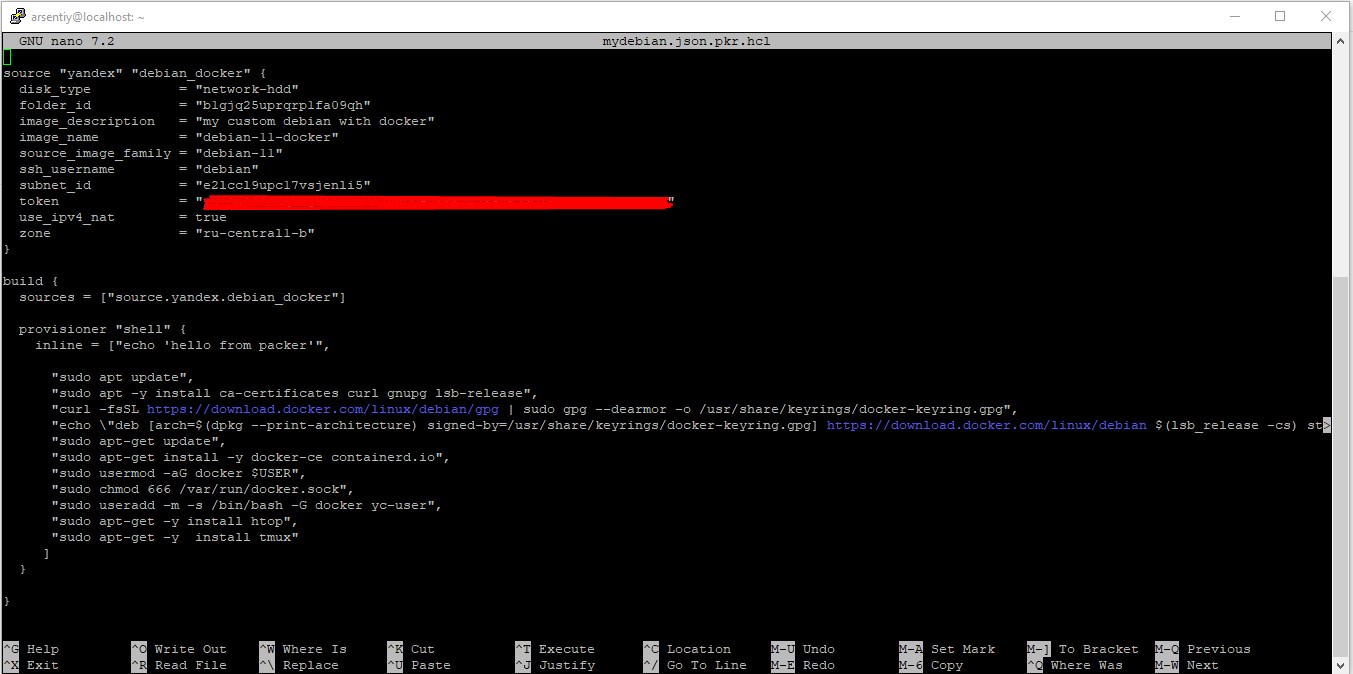 arsentiy@localhost: ~
GNU nano 7.2 mydebian.json.pkr.hcl
source "yandex" "debian_docker" {
disk_type = "network-hdd"
folder_id = "b1gjq25uprqrplfa09qh"
image_description = "my custom debian with docker"
image_name = "debian-11-docker"
source_image_family = "debian-11"
ssh_username = "debian"
subnet_id = "e2lccl9upc17vsjenli5"
token = " "
use_ipv4_nat = true
zone = "ru-central1-b"
}
build {
sources = ["source.yandex.debian_docker"]
provisioner "shell" {
inline = ["echo 'hello from packer'",
"sudo apt update",
"sudo apt -y install ca-certificates curl gnupg lsb-release",
"curl -fsSL https://download.docker.com/linux/debian/gpg | sudo gpg --dearmor -o /usr/share/keyrings/docker-keyring.gpg",
"echo \"deb [arch=$(dpkg --print-architecture) signed-by=/usr/share/keyrings/docker-keyring.gpg] https://download.docker.com/linux/debian $(lsb_release -cs) st>
"sudo apt-get update",
"sudo apt-get install -y docker-ce containerd.io",
"sudo usermod -aG docker $USER",
"sudo chmod 666 /var/run/docker.sock",
"sudo useradd -m -s /bin/bash -G docker yc-user",
"sudo apt-get -y install htop",
"sudo apt-get -y  install tmux"
]
}
}
^G Help ^O Write Out ^W Where Is ^K Cut ^T Execute ^C Location M-U Undo M-A Set Mark M-] To Bracket M-Q Previous
^X Exit ^R Read File ^\ Replace ^U Paste ^J Justify ^/ Go To Line M-E Redo M-6 Copy ^Q Where Was M-W Next